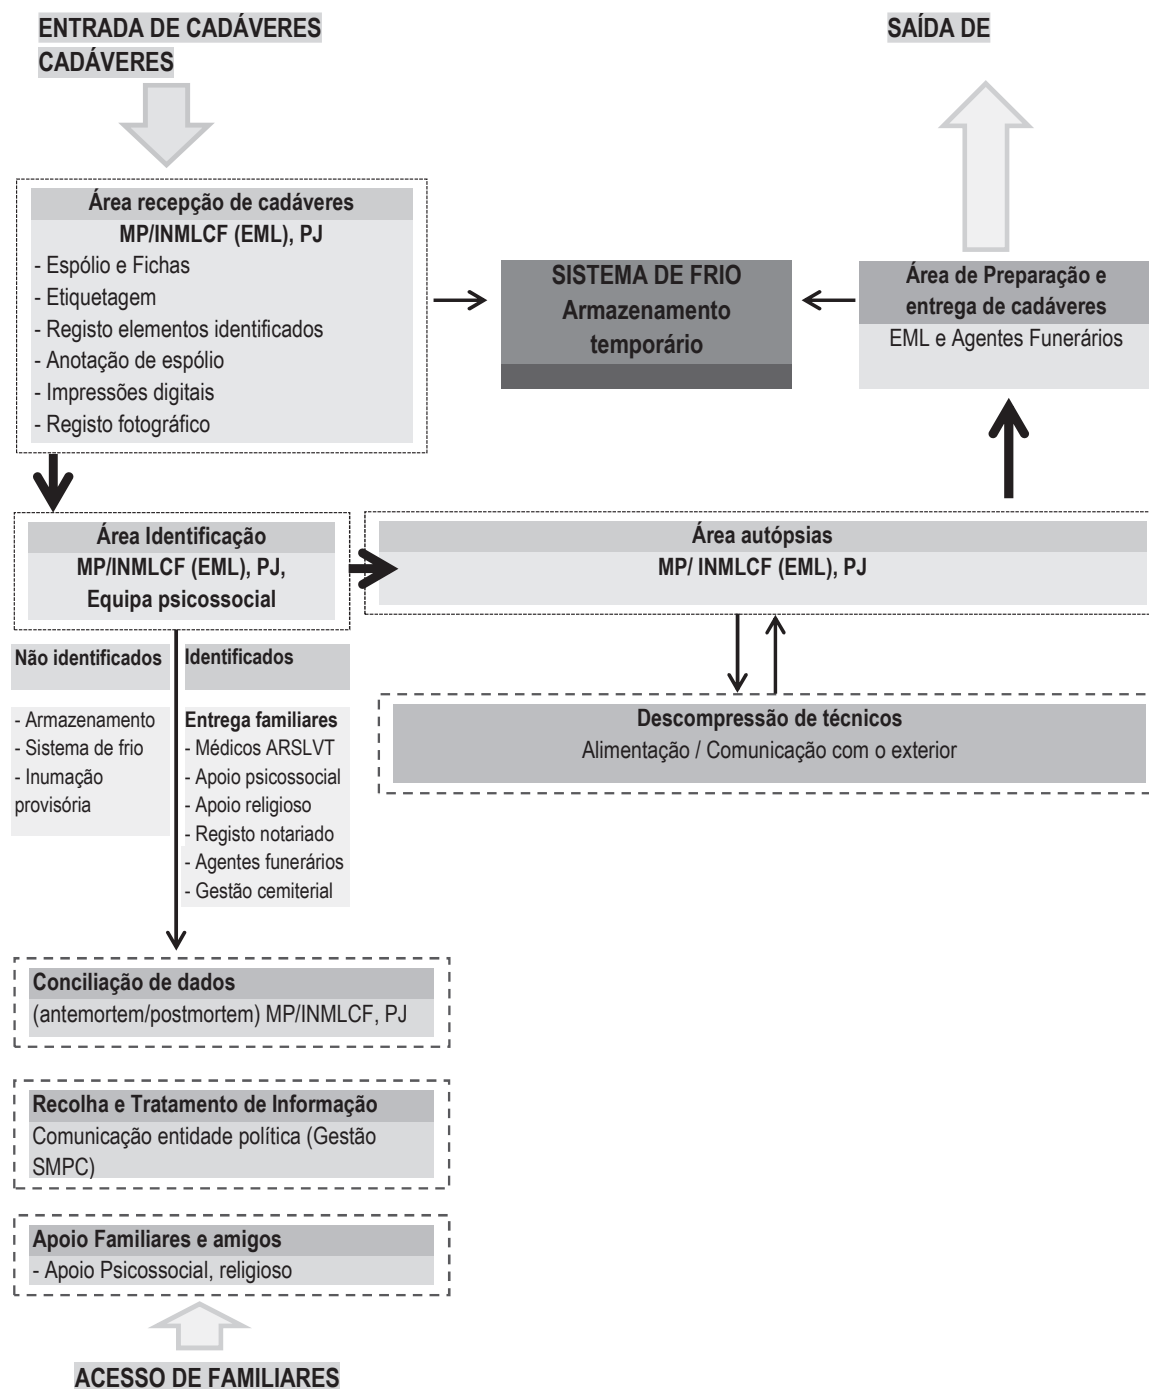 ENTRADA DE CADÁVERES
SAÍDA DE
CADÁVERES
Área recepção de cadáveres
MP/INMLCF (EML), PJ
- Espólio e Fichas
- Etiquetagem
- Registo elementos identificados
- Anotação de espólio
- Impressões digitais
- Registo fotográfico
SISTEMA DE FRIO
Armazenamento
temporário
Área de Preparação e
entrega de cadáveres
EML e Agentes Funerários
Área Identificação
MP/INMLCF (EML), PJ,
Equipa psicossocial
Área autópsias
MP/ INMLCF (EML), PJ
Não identificados
- Armazenamento
- Sistema de frio
- Inumação
provisória
Identificados
Entrega familiares
- Médicos ARSLVT
- Apoio psicossocial
- Apoio religioso
- Registo notariado
- Agentes funerários
- Gestão cemiterial
Descompressão de técnicos
Alimentação / Comunicação com o exterior
Conciliação de dados
(antemortem/postmortem) MP/INMLCF, PJ
Recolha e Tratamento de Informação
Comunicação entidade política (Gestão
SMPC)
Apoio Familiares e amigos
- Apoio Psicossocial, religioso
ACESSO DE FAMILIARES